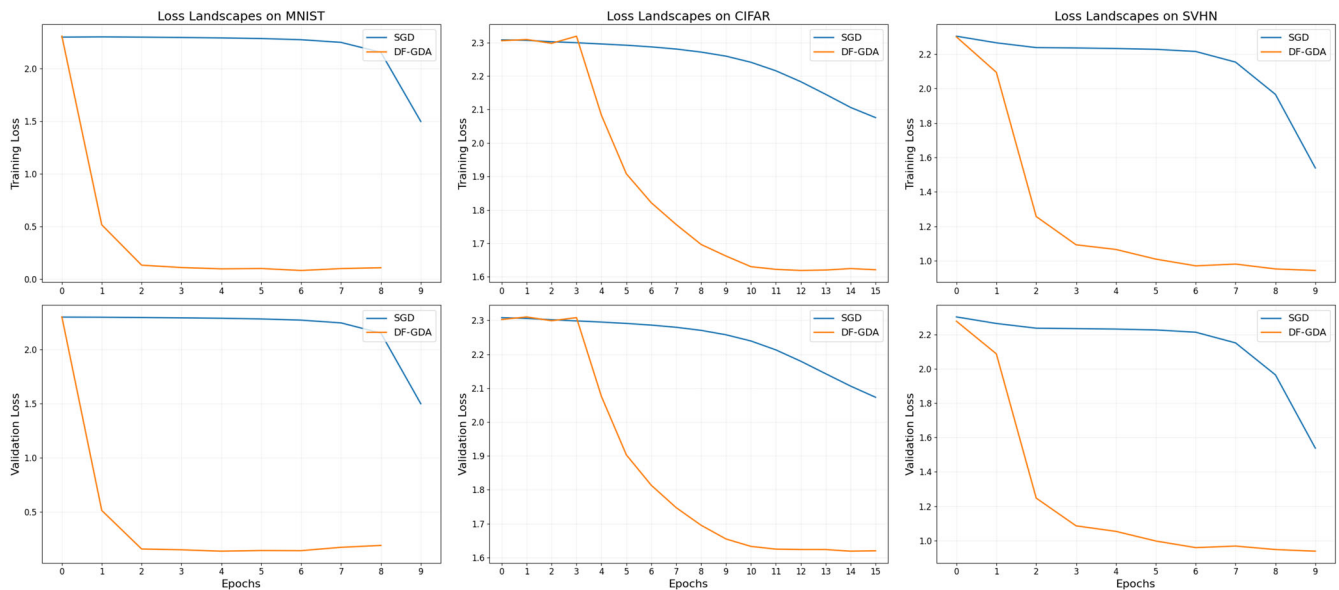 Loss Landscapes on MNIST
Training Loss
2.0
1.5
1.0
0.5
0.0
0 1 2 3 4 5 6 7 8 9
SGD
DF-GDA
Loss Landscapes on CIFAR
Training Loss
2.3
2.2
2.1
2.0
1.9
1.8
1.7
1.6
0 1 2 3 4 5 6 7 8 9 10 11 12 13 14 15
SGD
DF-GDA
Loss Landscapes on SVHN
Training Loss
2.2
2.0
1.8
1.6
1.4
1.2
1.0
0 1 2 3 4 5 6 7 8 9
SGD
DF-GDA
Validation Loss
2.0
1.5
1.0
0.5
0 1 2 3 4 5 6 7 8 9
Epochs
SGD
DF-GDA
Validation Loss
2.3
2.2
2.1
2.0
1.9
1.8
1.7
1.6
0 1 2 3 4 5 6 7 8 9 10 11 12 13 14 15
Epochs
SGD
DF-GDA
Validation Loss
2.2
2.0
1.8
1.6
1.4
1.2
1.0
0 1 2 3 4 5 6 7 8 9
Epochs
SGD
DF-GDA